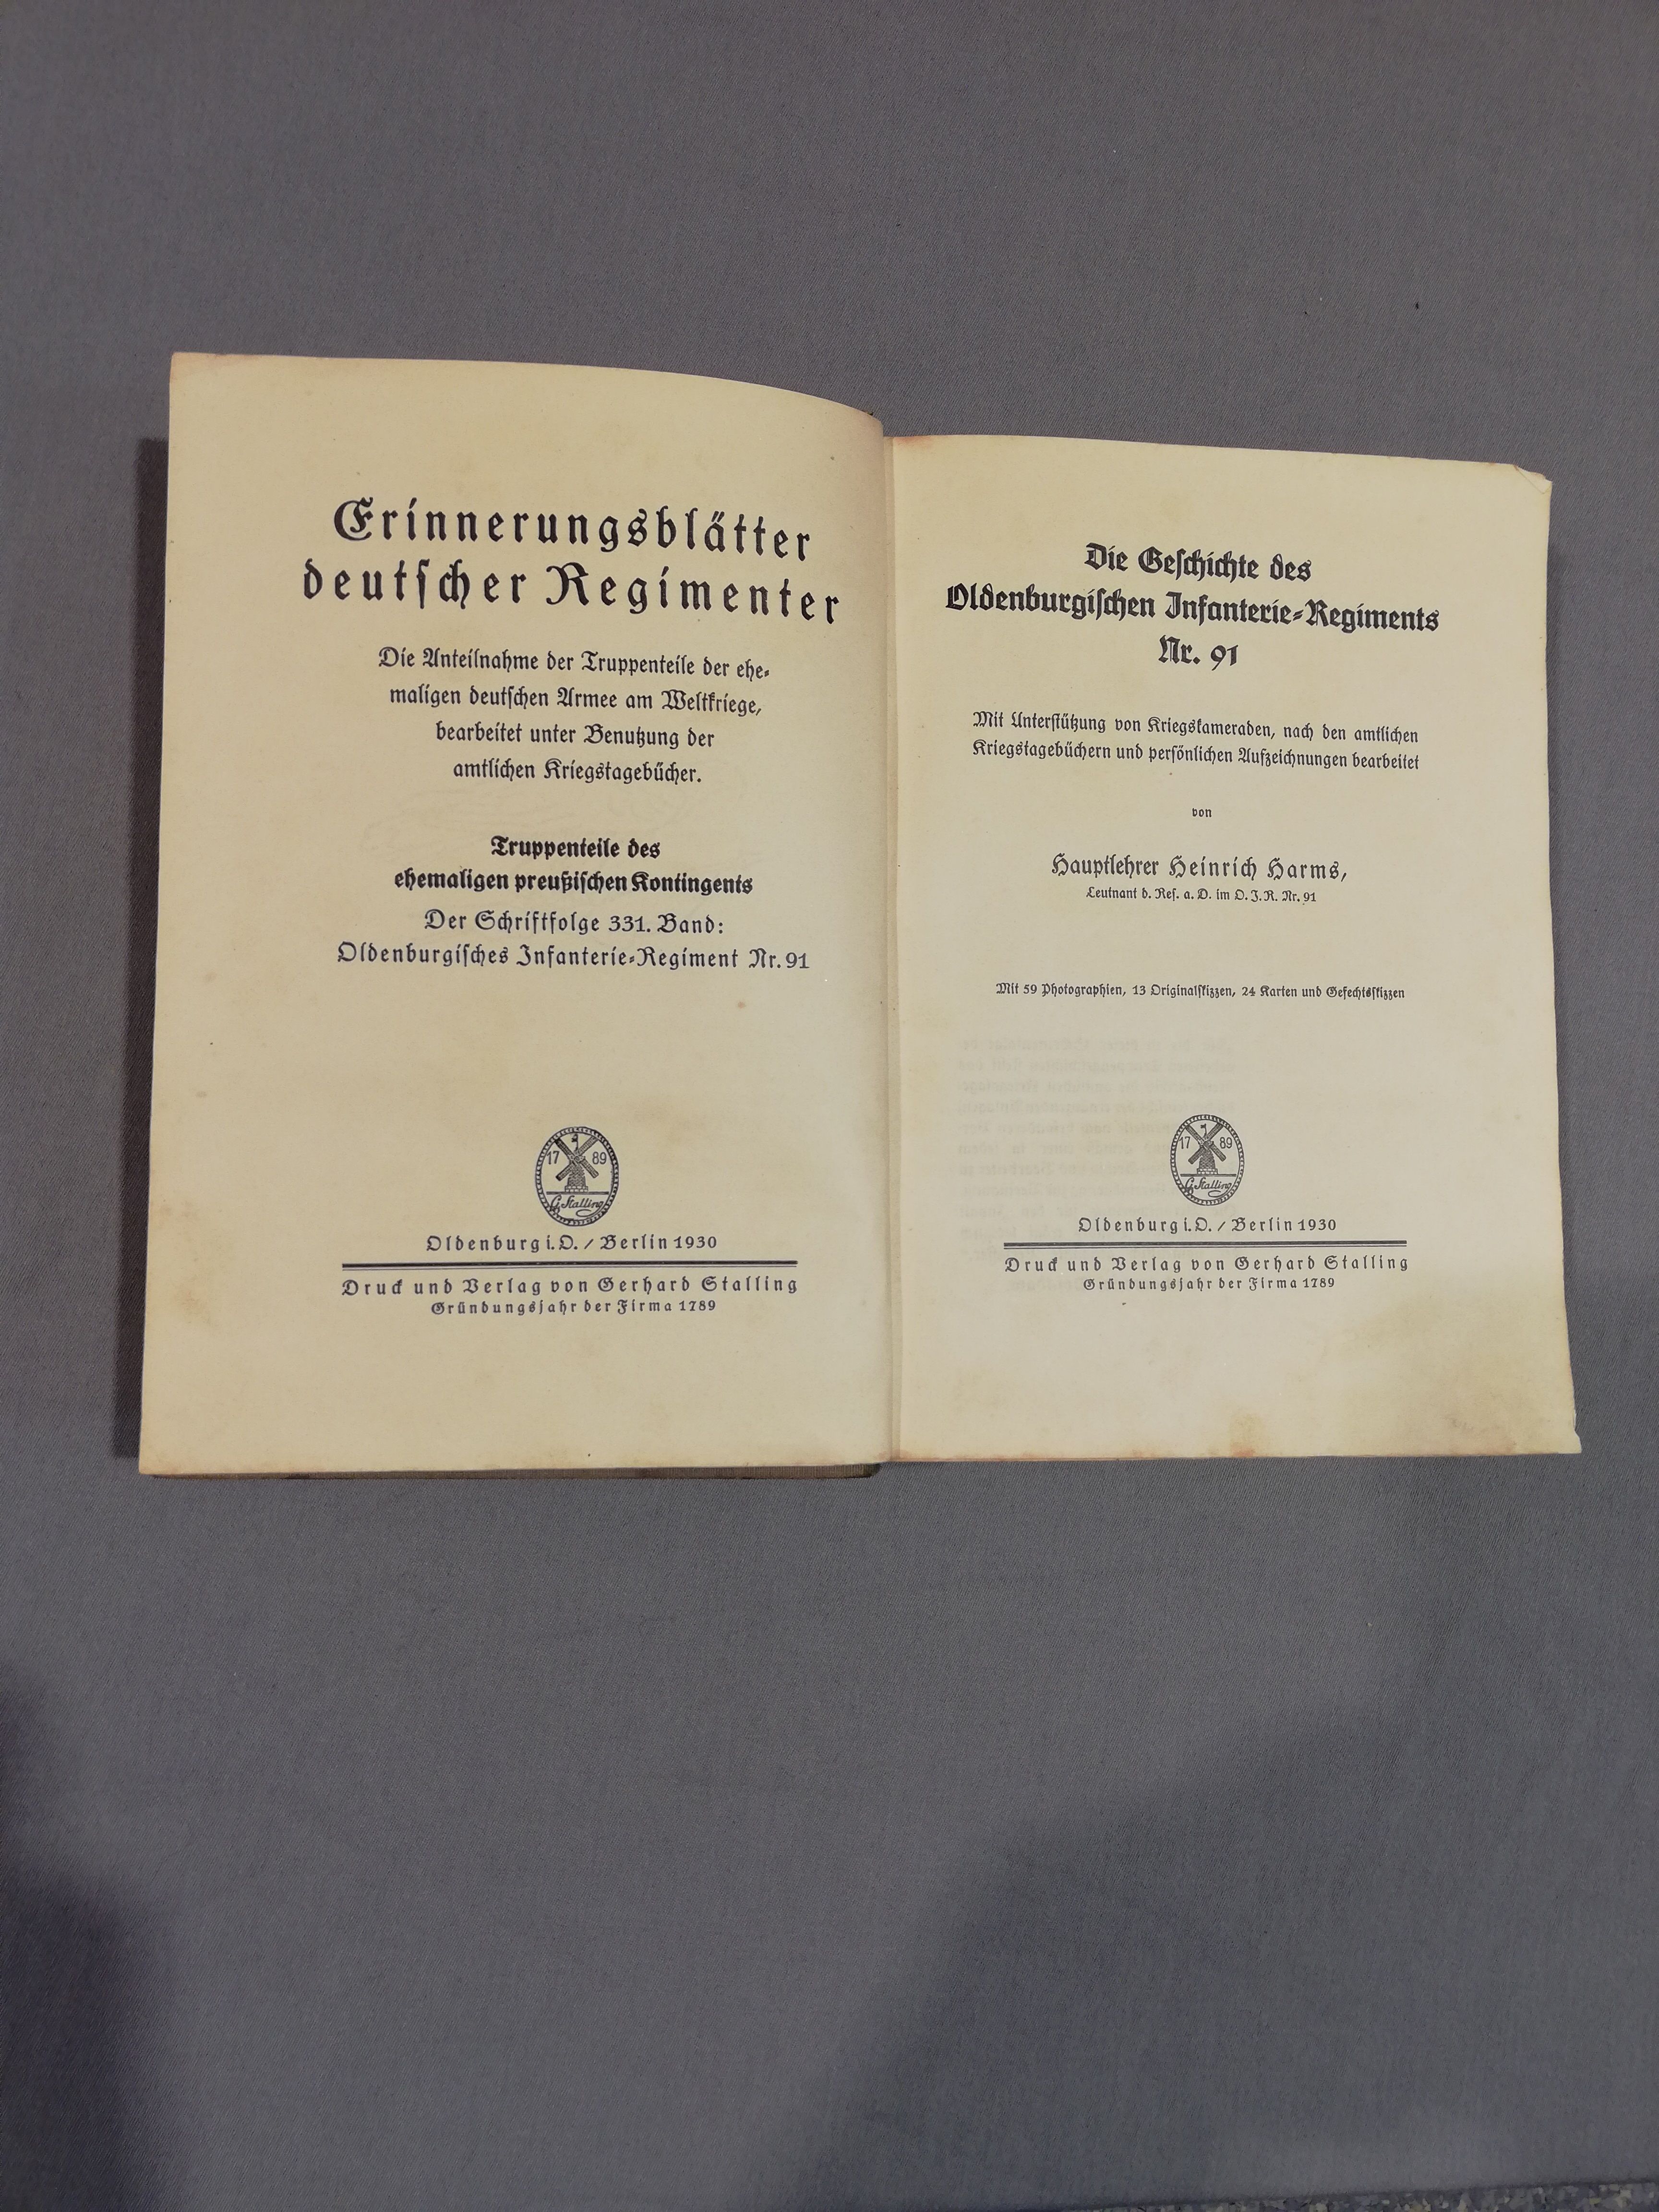 Erinnerungsblätter
deutscher Regimenter
Die Anteilnahme der Truppenteile der ehe-
maligen deutschen Armee am Weltkriege,
bearbeitet unter Benutzung der
amtlichen Kriegstagebücher.
Truppenteile des
ehemaligen preußischen Kontingents
Der Schriftfolge 331. Band:
Oldenburgisches Infanterie-Regiment Nr. 91
17 89
G. Stalling
Oldenburg i. O. / Berlin 1930
Druck und Verlag von Gerhard Stalling
Gründungsjahr der Firma 1789
Die Geschichte des
Oldenburgischen Infanterie-Regiments
Nr. 91
Mit Unterstützung von Kriegskameraden, nach den amtlichen
Kriegstagebüchern und persönlichen Aufzeichnungen bearbeitet
von
Hauptlehrer Heinrich Harms,
Leutnant d. Res. a. D. im O. I. R. Nr. 91
Mit 59 Photographien, 13 Originalskizzen, 24 Karten und Gefechtsskizzen
17 89
G. Stalling
Oldenburg i. O. / Berlin 1930
Druck und Verlag von Gerhard Stalling
Gründungsjahr der Firma 1789